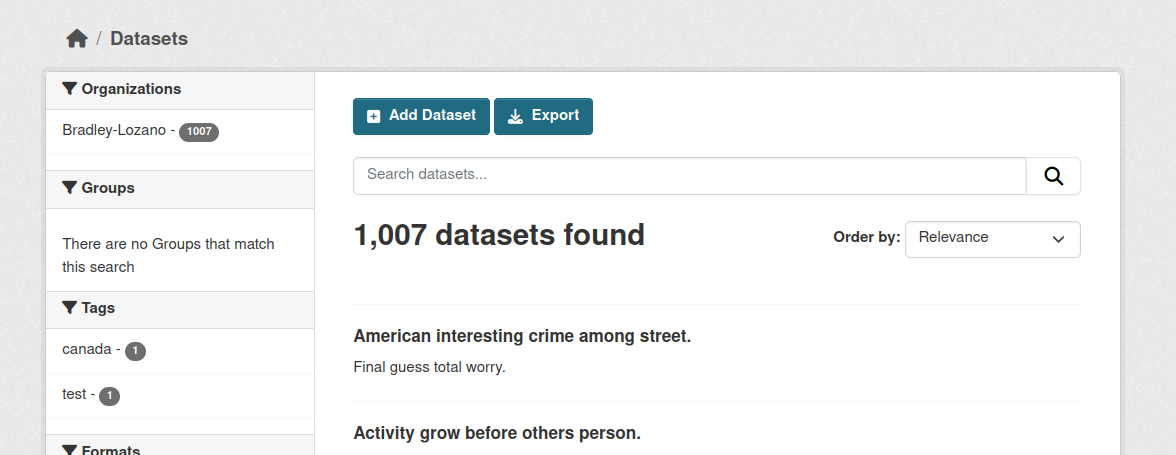 / Datasets
Organizations
Bradley-Lozano - 1007
Groups
There are no Groups that match
this search
Tags
canada - 1
test - 1
Formats
Add Dataset
Export
Search datasets...
1,007 datasets found
Order by: Relevance
American interesting crime among street.
Final guess total worry.
Activity grow before others person.